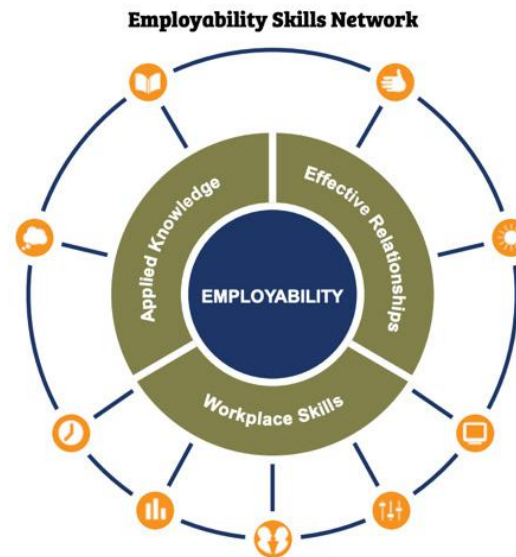 Employability Skills Network
Applied Knowledge
Effective Relationships
EMPLOYABILITY
Workplace Skills